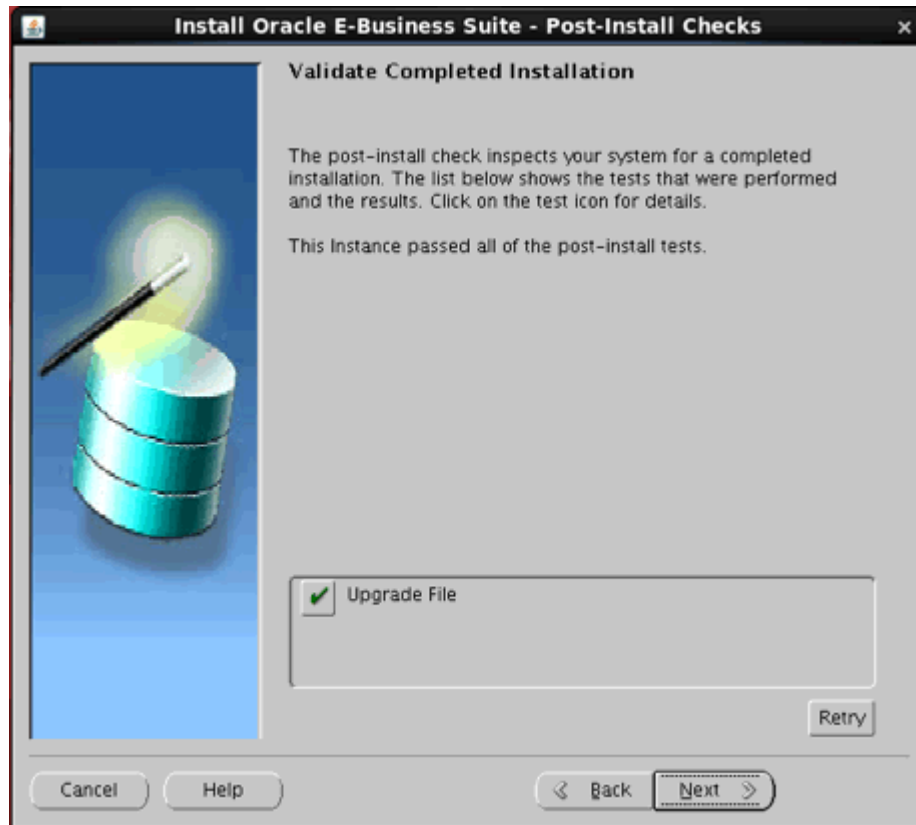 Install Oracle E-Business Suite - Post-Install Checks
Validate Completed Installation
The post-install check inspects your system for a completed
installation. The list below shows the tests that were performed
and the results. Click on the test icon for details.
This Instance passed all of the post-install tests.
Upgrade File
Retry
Cancel Help Back Next